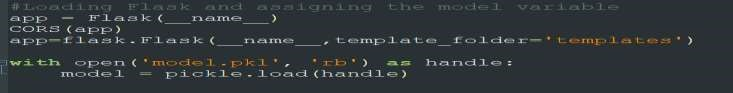 #Loading Flask and assigning the model variable
app = Flask(__name__)
CORS(app)
app=flask.Flask(__name__,template_folder='templates')
with open('model.pkl', 'rb') as handle:
model = pickle.load(handle)